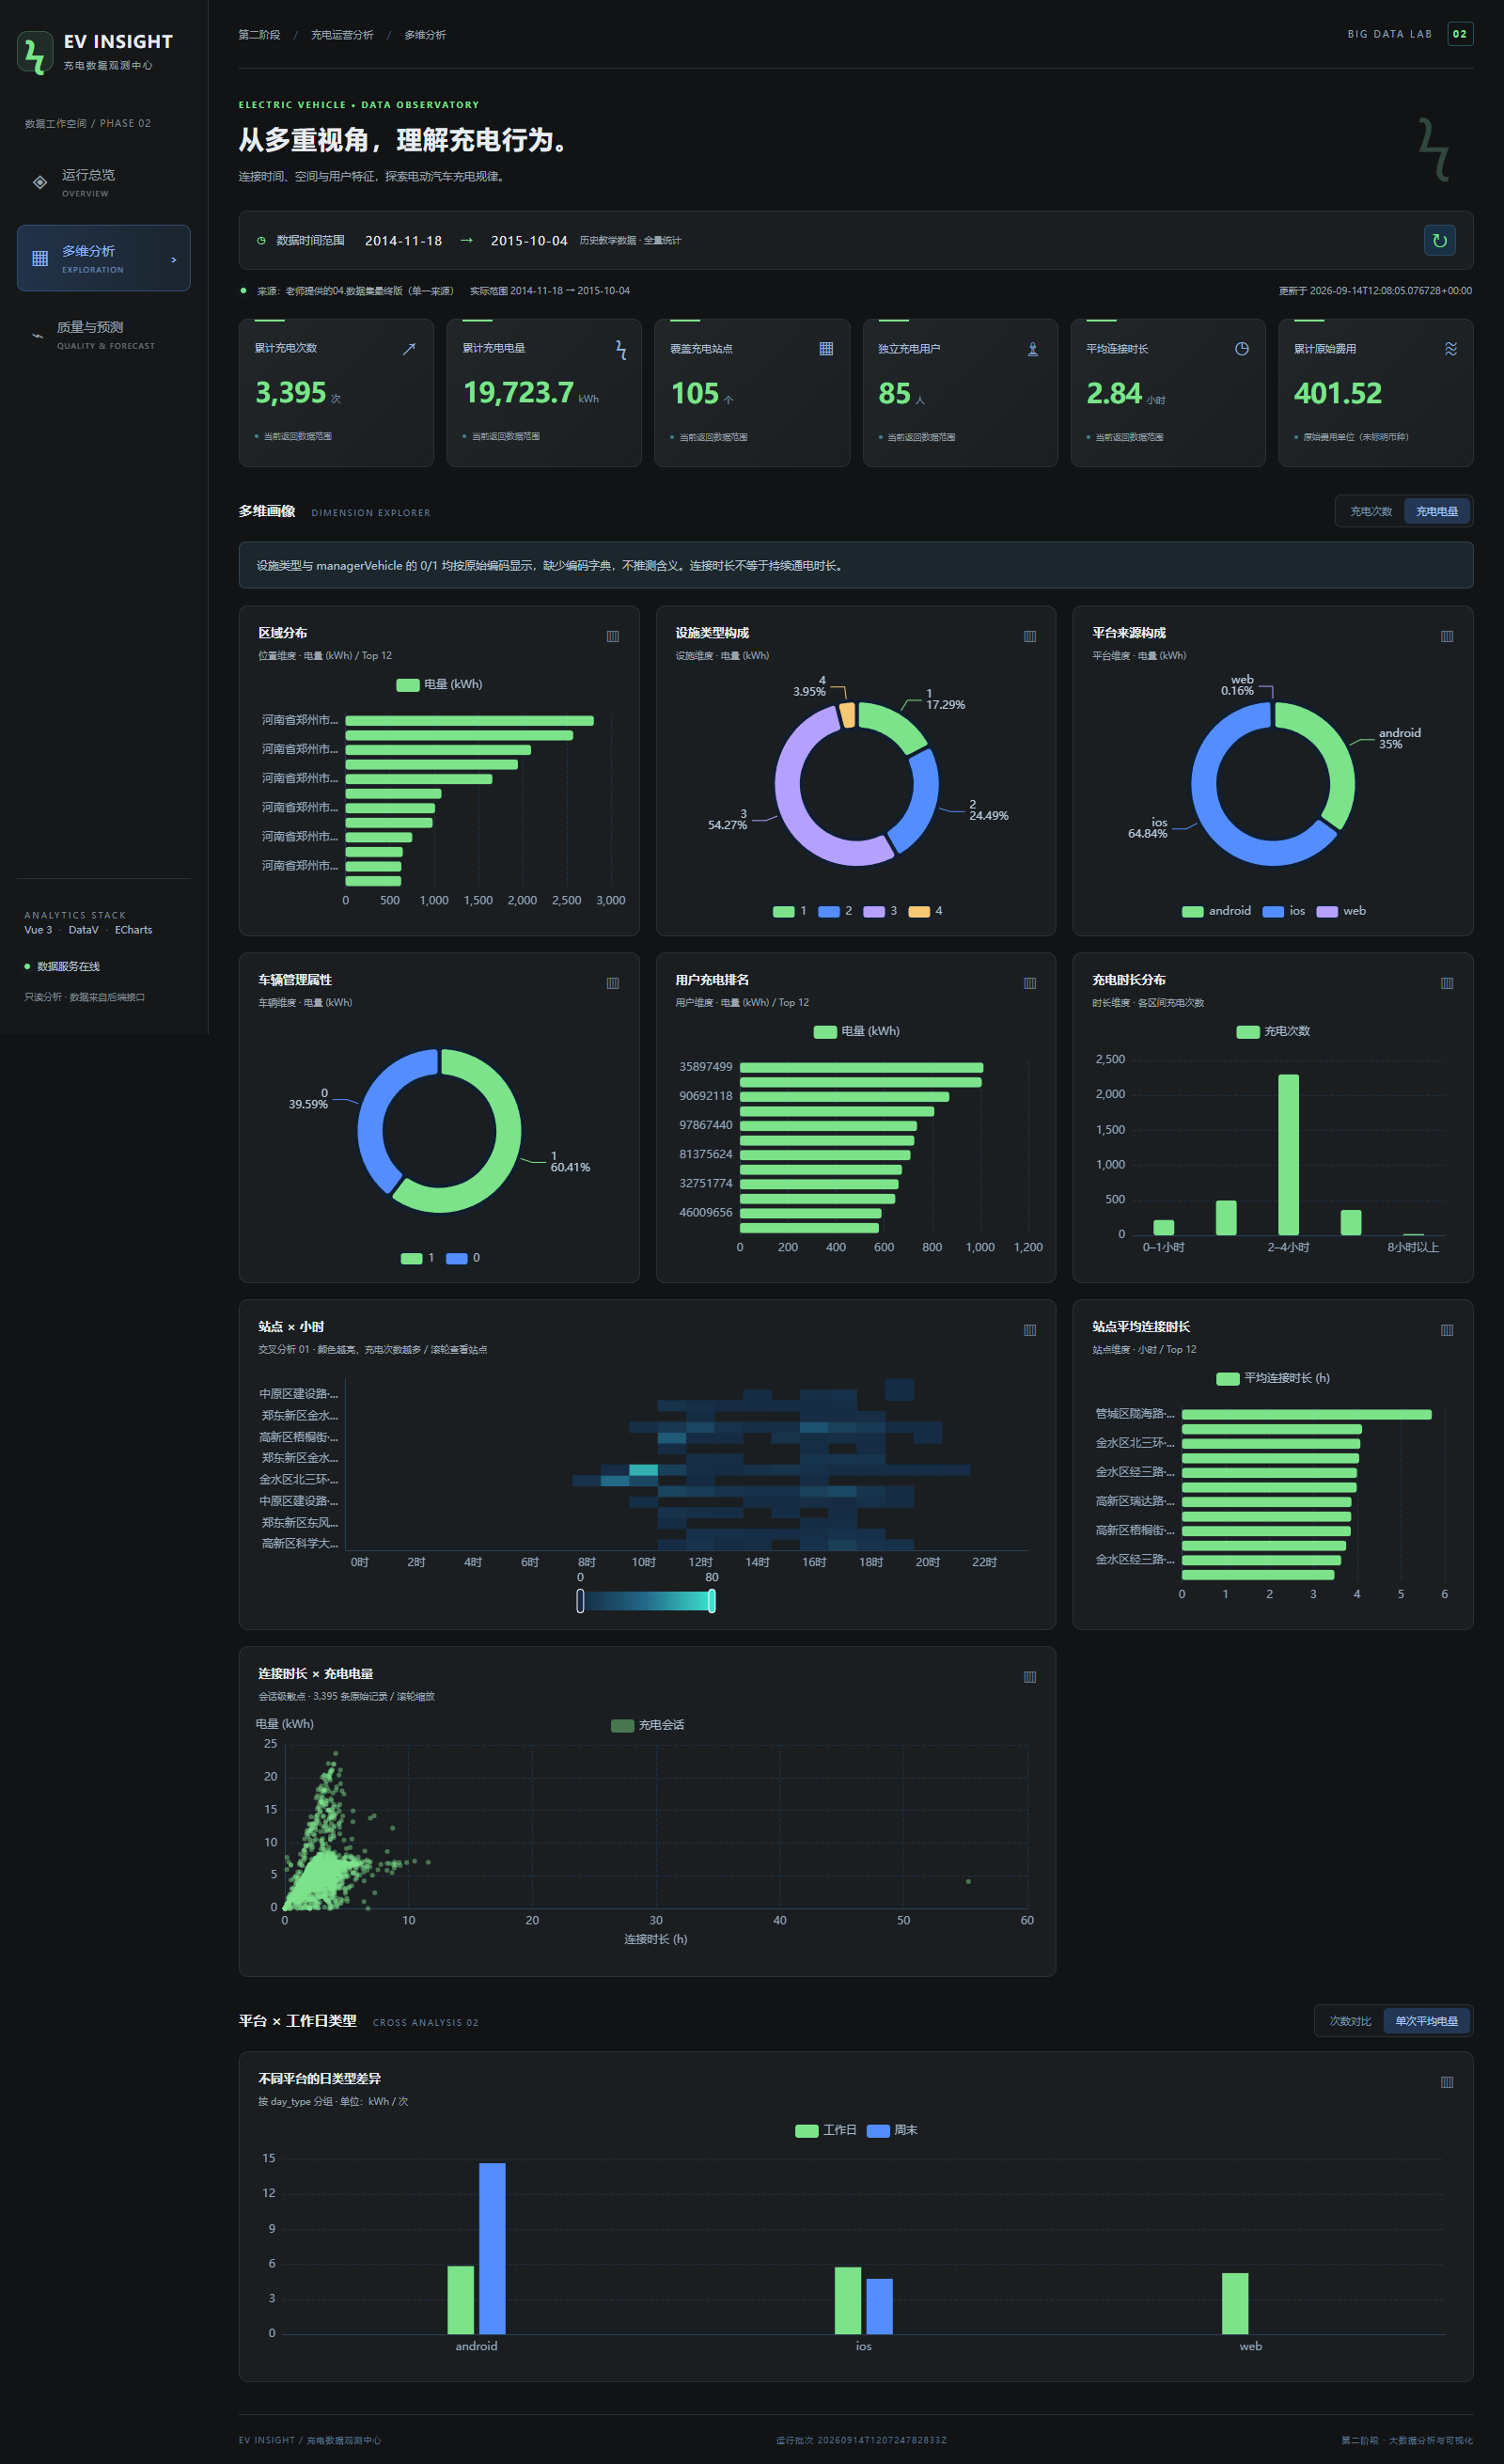 EV INSIGHT
充电数据观测中心
数据工作空间 / PHASE 02
运行总览
OVERVIEW
多维分析
EXPLORATION
质量与预测
QUALITY & FORECAST
ANALYTICS STACK
Vue 3 · DataV · ECharts
数据服务在线
只读分析 · 数据来自后端接口
第二阶段 / 充电运营分析 / 多维分析
BIG DATA LAB 02
ELECTRIC VEHICLE • DATA OBSERVATORY
从多重视角，理解充电行为。
连接时间、空间与用户特征，探索电动汽车充电规律。
数据时间范围 2014-11-18 → 2015-10-04 历史教学数据 · 全量统计
来源：老师提供的04.数据集最终版（单一来源） 实际范围 2014-11-18 → 2015-10-04
更新于 2026-09-14T12:08:05.076728+00:00
累计充电次数
3,395 次
当前返回数据范围
累计充电电量
19,723.7 kWh
当前返回数据范围
覆盖充电站点
105 个
当前返回数据范围
独立充电用户
85 人
当前返回数据范围
平均连接时长
2.84 小时
当前返回数据范围
累计原始费用
401.52
原始费用单位（未标明币种）
多维画像 DIMENSION EXPLORER
充电次数 充电电量
设施类型与 managerVehicle 的 0/1 均按原始编码显示，缺少编码字典，不推测含义。连接时长不等于持续通电时长。
区域分布
位置维度 · 电量 (kWh) / Top 12
电量 (kWh)
河南省郑州市...
河南省郑州市...
河南省郑州市...
河南省郑州市...
河南省郑州市...
河南省郑州市...
0 500 1,000 1,500 2,000 2,500 3,000
设施类型构成
设施维度 · 电量 (kWh)
4
3.95%
1
17.29%
2
24.49%
3
54.27%
1 2 3 4
平台来源构成
平台维度 · 电量 (kWh)
web
0.16%
android
35%
ios
64.84%
android ios web
车辆管理属性
车辆维度 · 电量 (kWh)
0
39.59%
1
60.41%
1 0
用户充电排名
用户维度 · 电量 (kWh) / Top 12
电量 (kWh)
35897499
90692118
97867440
81375624
32751774
46009656
0 200 400 600 800 1,000 1,200
充电时长分布
时长维度 · 各区间充电次数
充电次数
2,500
2,000
1,500
1,000
500
0
0–1小时 2–4小时 8小时以上
站点 × 小时
交叉分析 01 · 颜色越亮，充电次数越多 / 滚轮查看站点
中原区建设路·...
郑东新区金水...
高新区梧桐街·...
郑东新区金水...
金水区北三环·...
中原区建设路·...
郑东新区东风...
高新区科学大...
0时 2时 4时 6时 8时 10时 12时 14时 16时 18时 20时 22时
0 80
站点平均连接时长
站点维度 · 小时 / Top 12
平均连接时长 (h)
管城区陇海路·...
金水区北三环·...
金水区经三路·...
高新区瑞达路·...
高新区梧桐街·...
金水区经三路·...
0 1 2 3 4 5 6
连接时长 × 充电电量
会话级散点 · 3,395 条原始记录 / 滚轮缩放
电量 (kWh)
充电会话
25
20
15
10
5
0
0 10 20 30 40 50 60
连接时长 (h)
平台 × 工作日类型 CROSS ANALYSIS 02
次数对比 单次平均电量
不同平台的日类型差异
按 day_type 分组 · 单位：kWh / 次
工作日 周末
15
12
9
6
3
0
android ios web
EV INSIGHT / 充电数据观测中心
运行批次 20260914T120724782833Z
第二阶段 · 大数据分析与可视化